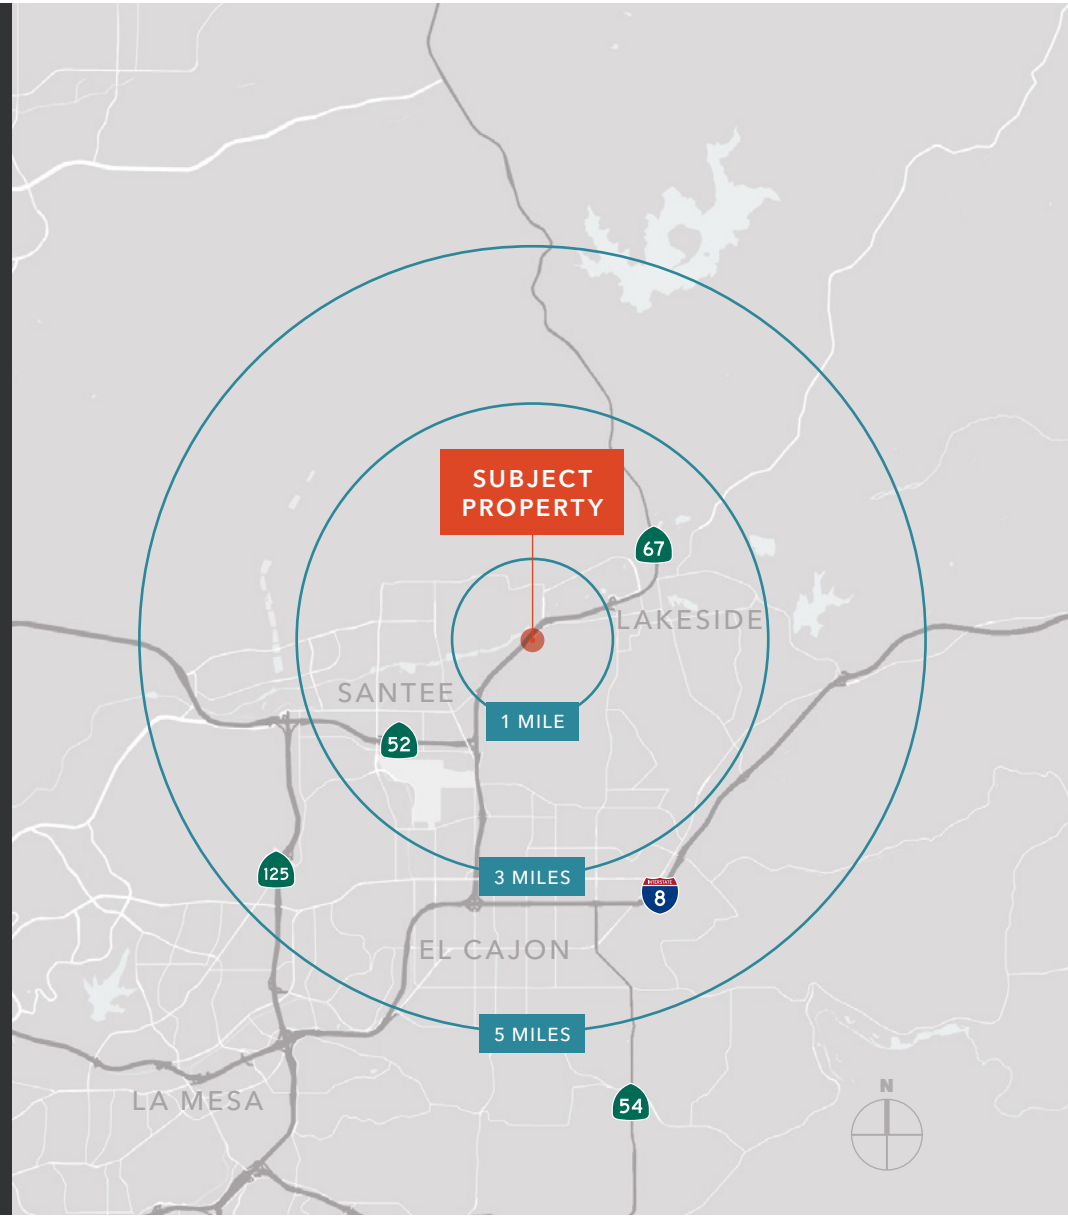 SUBJECT
PROPERTY
67
LAKESIDE
SANTEE
1 MILE
52
125
3 MILES
INTERSTATE
8
EL CAJON
5 MILES
LA MESA
54
N